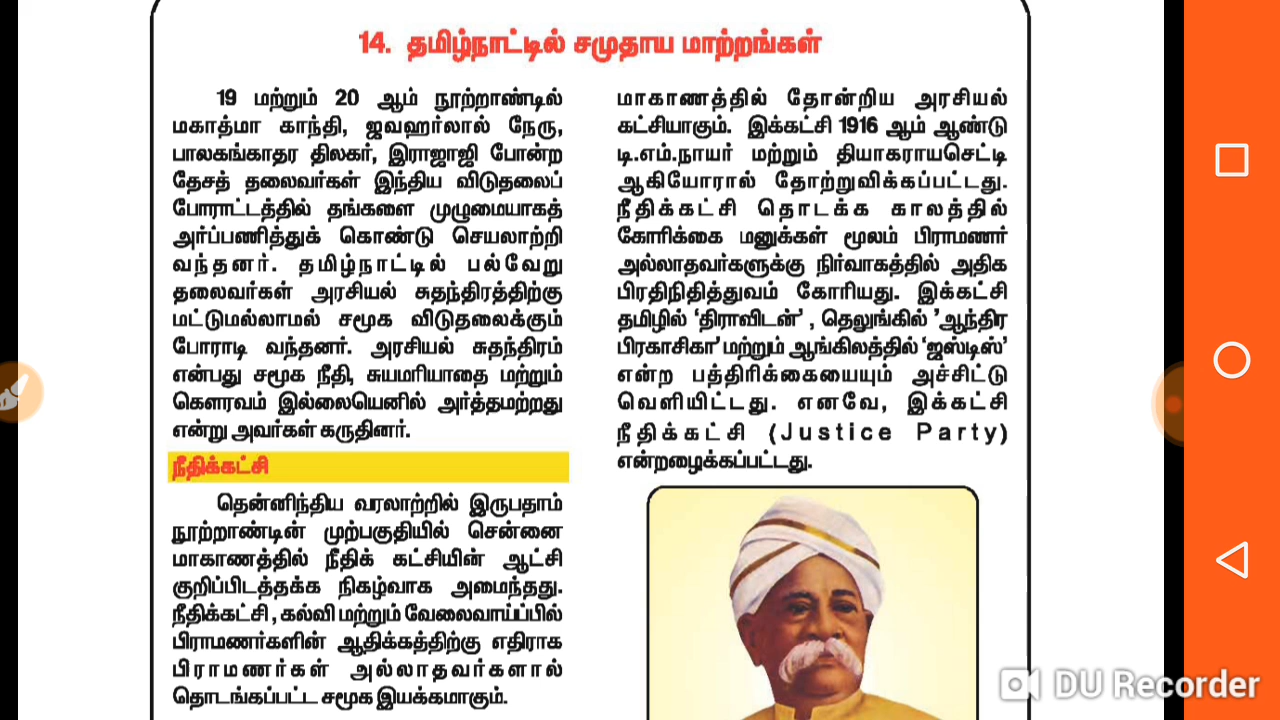 14. தமிழ்நாட்டில் சமுதாய மாற்றங்கள்
19 மற்றும் 20 ஆம் நூற்றாண்டில்
மகாத்மா காந்தி, ஜவஹர்லால் நேரு,
பாலகங்காதர திலகர், இராஜாஜி போன்ற
தேசத் தலைவர்கள் இந்திய விடுதலைப்
போராட்டத்தில் தங்களை முழுமையாகத்
அர்ப்பணித்துக் கொண்டு செயலாற்றி
வந்தனர். தமிழ்நாட்டில் பல்வேறு
தலைவர்கள் அரசியல் சுதந்திரத்திற்கு
மட்டுமல்லாமல் சமூக விடுதலைக்கும்
போராடி வந்தனர். அரசியல் சுதந்திரம்
என்பது சமூக நீதி, சுயமரியாதை மற்றும்
கௌரவம் இல்லையெனில் அர்த்தமற்றது
என்று அவர்கள் கருதினர்.
நீதிக்கட்சி
தென்னிந்திய வரலாற்றில் இருபதாம்
நூற்றாண்டின் முற்பகுதியில் சென்னை
மாகாணத்தில் நீதிக் கட்சியின் ஆட்சி
குறிப்பிடத்தக்க நிகழ்வாக அமைந்தது.
நீதிக்கட்சி , கல்வி மற்றும் வேலைவாய்ப்பில்
பிராமணர்களின் ஆதிக்கத்திற்கு எதிராக
பிராமணர்கள் அல்லாதவர்களால்
தொடங்கப்பட்ட சமூக இயக்கமாகும்.
மாகாணத்தில் தோன்றிய அரசியல்
கட்சியாகும். இக்கட்சி 1916 ஆம் ஆண்டு
டி.எம்.நாயர் மற்றும் தியாகராயசெட்டி
ஆகியோரால் தோற்றுவிக்கப்பட்டது.
நீதிக்கட்சி தொடக்க காலத்தில்
கோரிக்கை மனுக்கள் மூலம் பிராமணர்
அல்லாதவர்களுக்கு நிர்வாகத்தில் அதிக
பிரதிநிதித்துவம் கோரியது. இக்கட்சி
தமிழில் ‘திராவிடன்’ , தெலுங்கில் ’ஆந்திர
பிரகாசிகா’ மற்றும் ஆங்கிலத்தில் ‘ஜஸ்டிஸ்’
என்ற பத்திரிக்கையையும் அச்சிட்டு
வெளியிட்டது. எனவே, இக்கட்சி
நீதிக்கட்சி (Justice Party)
என்றழைக்கப்பட்டது.
DU Recorder